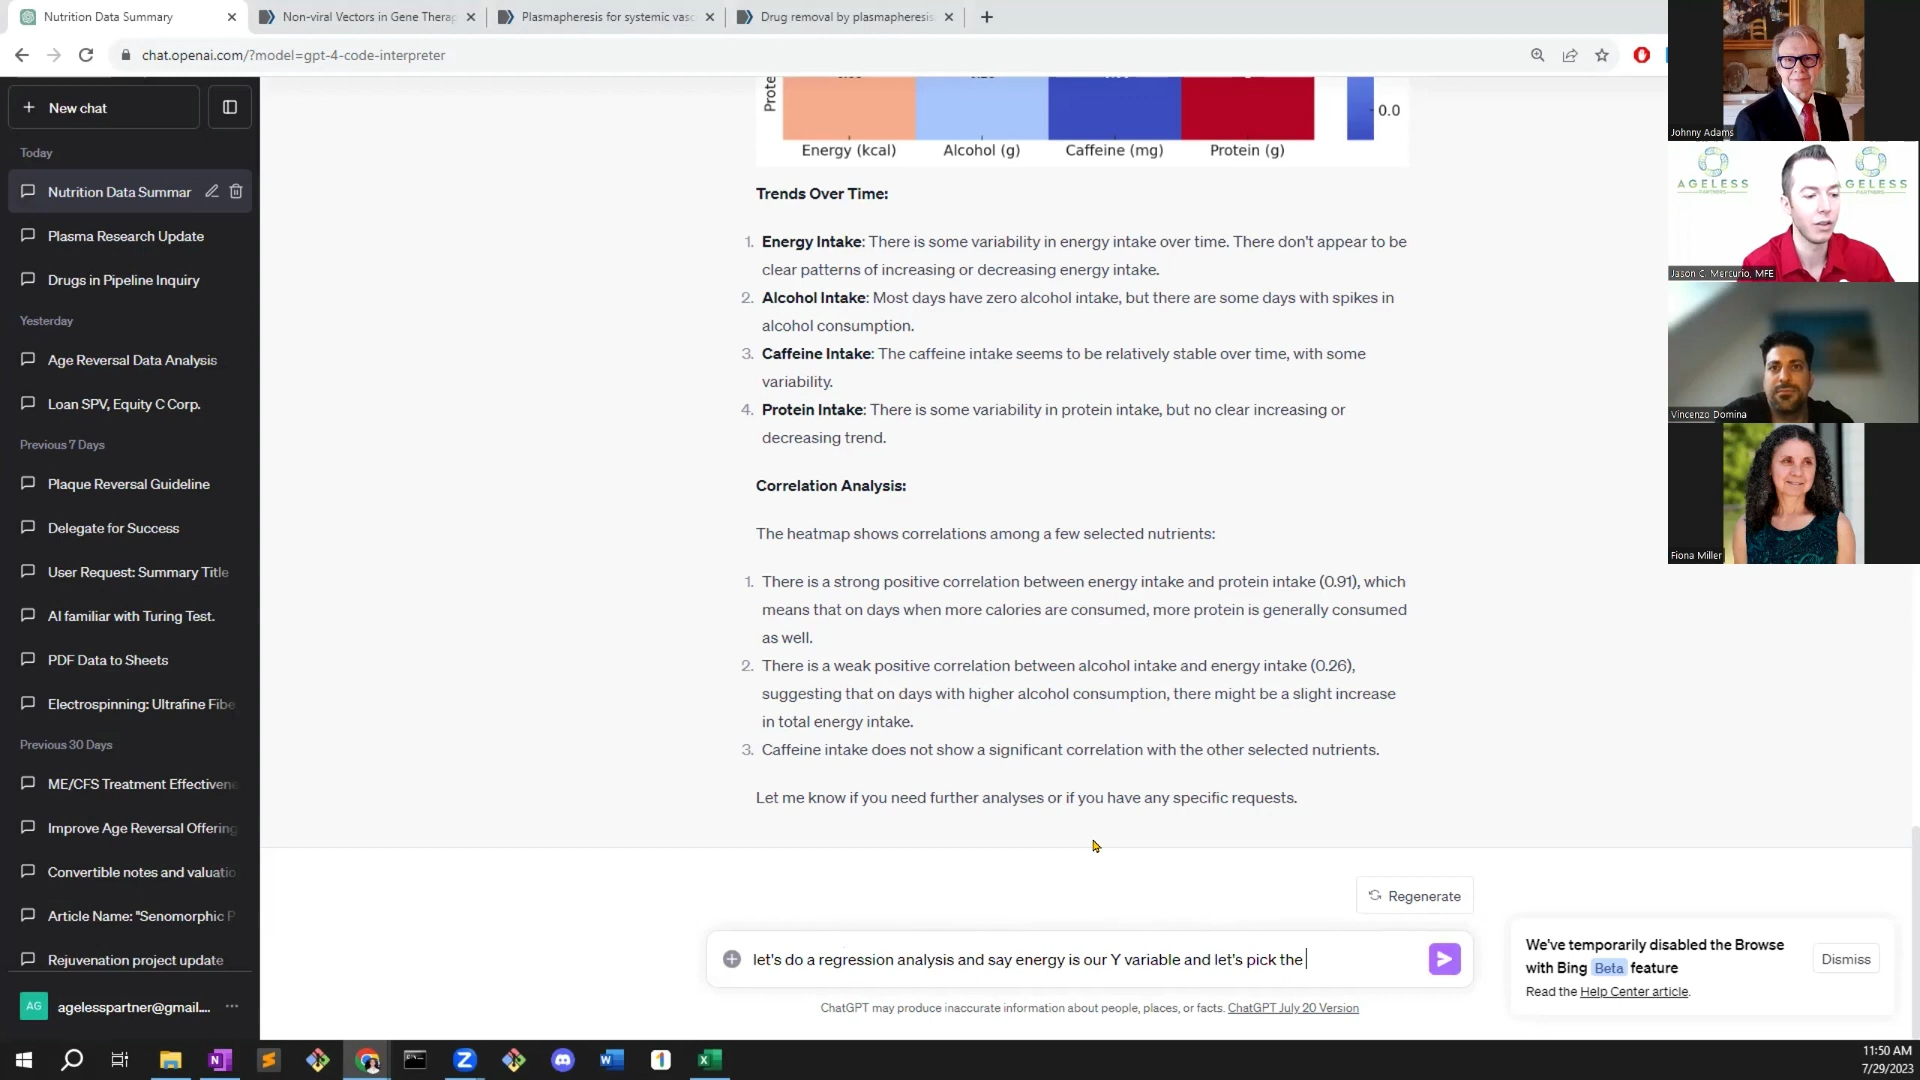 Nutrition Data Summary
Non-viral Vectors in Gene Therap
Plasmapheresis for systemic vasc
Drug removal by plasmapheresis
chat.openai.com/?model=gpt-4-code-interpreter
New chat
Today
Nutrition Data Summar
Plasma Research Update
Drugs in Pipeline Inquiry
Yesterday
Age Reversal Data Analysis
Loan SPV, Equity C Corp.
Previous 7 Days
Plaque Reversal Guideline
Delegate for Success
User Request: Summary Title
AI familiar with Turing Test.
PDF Data to Sheets
Electrospinning: Ultrafine Fibe
Previous 30 Days
ME/CFS Treatment Effectivene
Improve Age Reversal Offering
Convertible notes and valuatio
Article Name: "Senomorphic P
Rejuvenation project update
AG agelesspartner@gmail....
Prote
0.0
Energy (kcal) Alcohol (g) Caffeine (mg) Protein (g)
Trends Over Time:
1. Energy Intake: There is some variability in energy intake over time. There don't appear to be
clear patterns of increasing or decreasing energy intake.
2. Alcohol Intake: Most days have zero alcohol intake, but there are some days with spikes in
alcohol consumption.
3. Caffeine Intake: The caffeine intake seems to be relatively stable over time, with some
variability.
4. Protein Intake: There is some variability in protein intake, but no clear increasing or
decreasing trend.
Correlation Analysis:
The heatmap shows correlations among a few selected nutrients:
1. There is a strong positive correlation between energy intake and protein intake (0.91), which
means that on days when more calories are consumed, more protein is generally consumed
as well.
2. There is a weak positive correlation between alcohol intake and energy intake (0.26),
suggesting that on days with higher alcohol consumption, there might be a slight increase
in total energy intake.
3. Caffeine intake does not show a significant correlation with the other selected nutrients.
Let me know if you need further analyses or if you have any specific requests.
Regenerate
let's do a regression analysis and say energy is our Y variable and let's pick the
ChatGPT may produce inaccurate information about people, places, or facts. ChatGPT July 20 Version
We've temporarily disabled the Browse
with Bing Beta feature
Read the Help Center article.
Dismiss
Johnny Adams
AGELESS
PARTNERS
GELESS
PARTNERS
Jason C. Mercurio, MFE
Vincenzo Domina
Fiona Miller
11:50 AM
7/29/2023